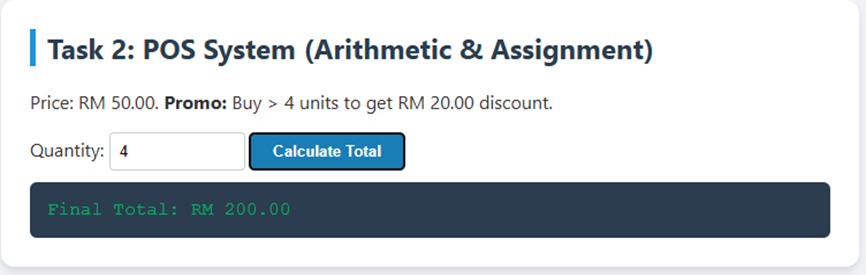 Task 2: POS System (Arithmetic & Assignment)
Price: RM 50.00. Promo: Buy > 4 units to get RM 20.00 discount.
Quantity: 4 Calculate Total
Final Total: RM 200.00